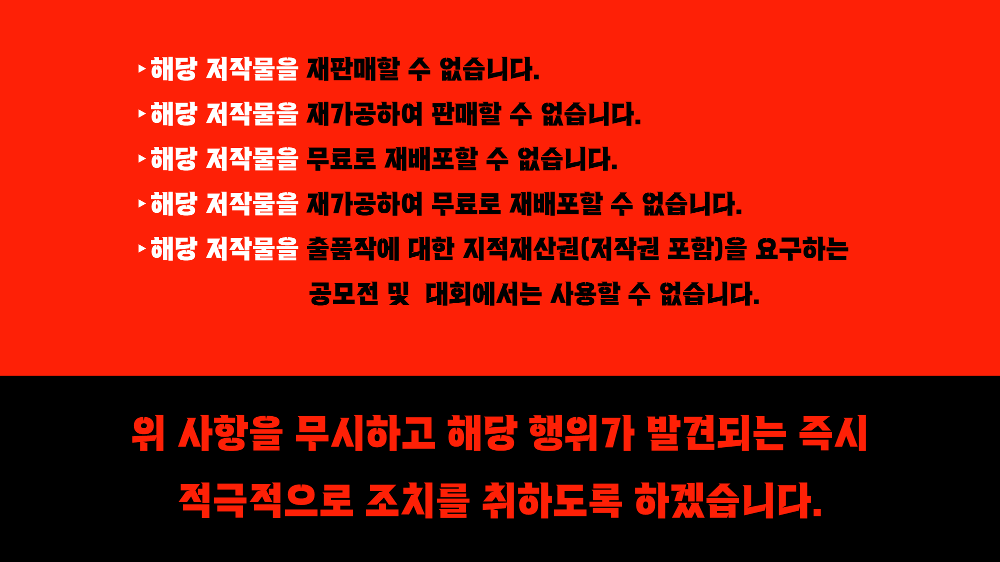 ▸해당 저작물을 재판매할 수 없습니다.
▸해당 저작물을 재가공하여 판매할 수 없습니다.
▸해당 저작물을 무료로 재배포할 수 없습니다.
▸해당 저작물을 재가공하여 무료로 재배포할 수 없습니다.
▸해당 저작물을 출품작에 대한 지적재산권(저작권 포함)을 요구하는
공모전 및 대회에서는 사용할 수 없습니다.
위 사항을 무시하고 해당 행위가 발견되는 즉시
적극적으로 조치를 취하도록 하겠습니다.